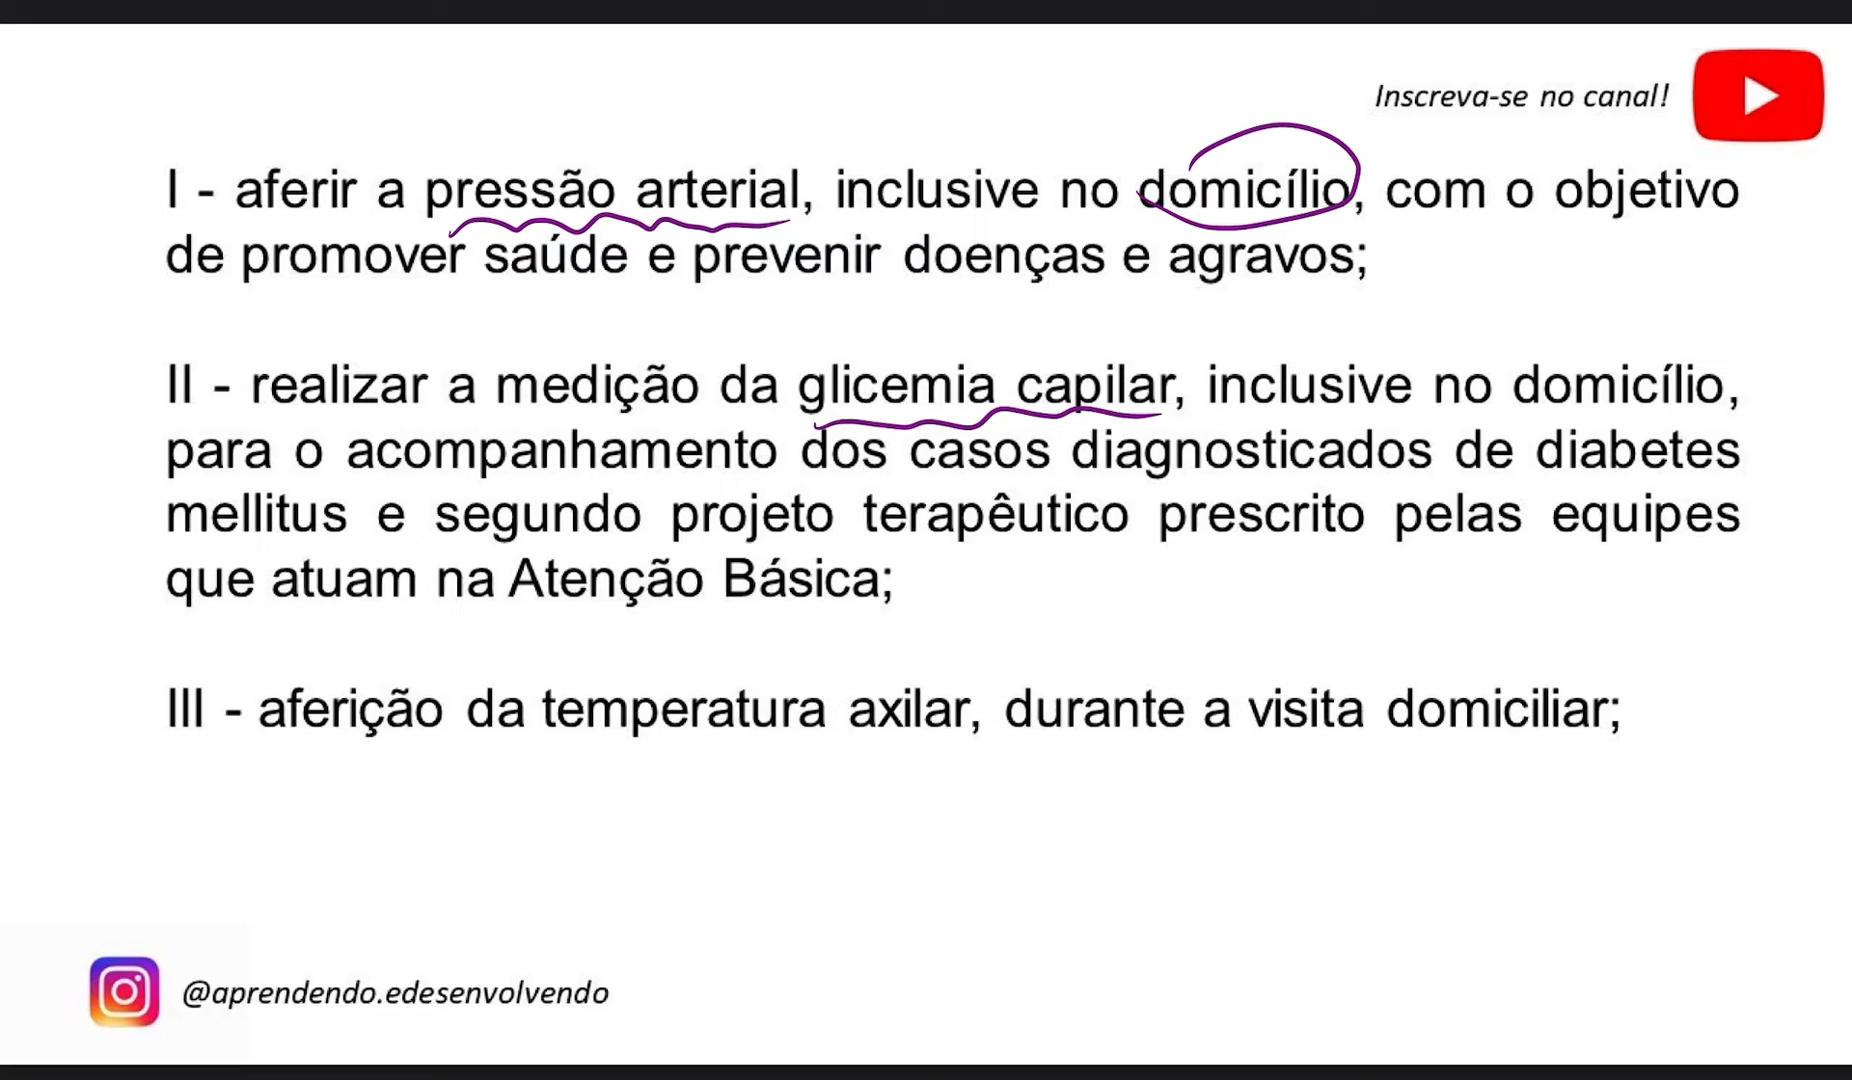 Inscreva-se no canal!
I - aferir a pressão arterial, inclusive no domicílio, com o objetivo
de promover saúde e prevenir doenças e agravos;
II - realizar a medição da glicemia capilar, inclusive no domicílio,
para o acompanhamento dos casos diagnosticados de diabetes
mellitus e segundo projeto terapêutico prescrito pelas equipes
que atuam na Atenção Básica;
III - aferição da temperatura axilar, durante a visita domiciliar;
@aprendendo.edesenvolvendo